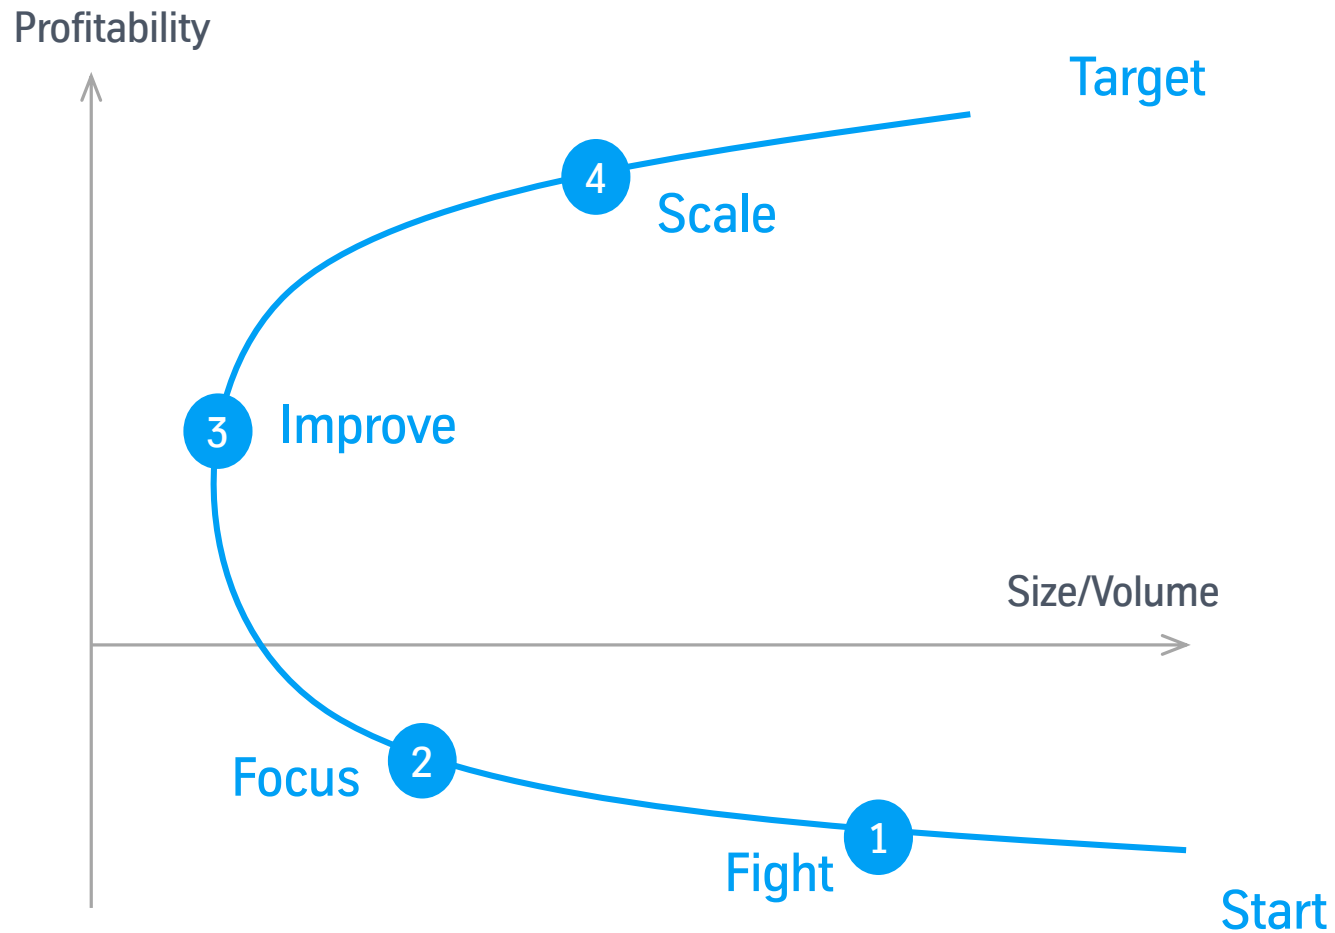 Profitability
Target
4
Scale
3
Improve
Size/Volume
2
Focus
1
Fight
Start